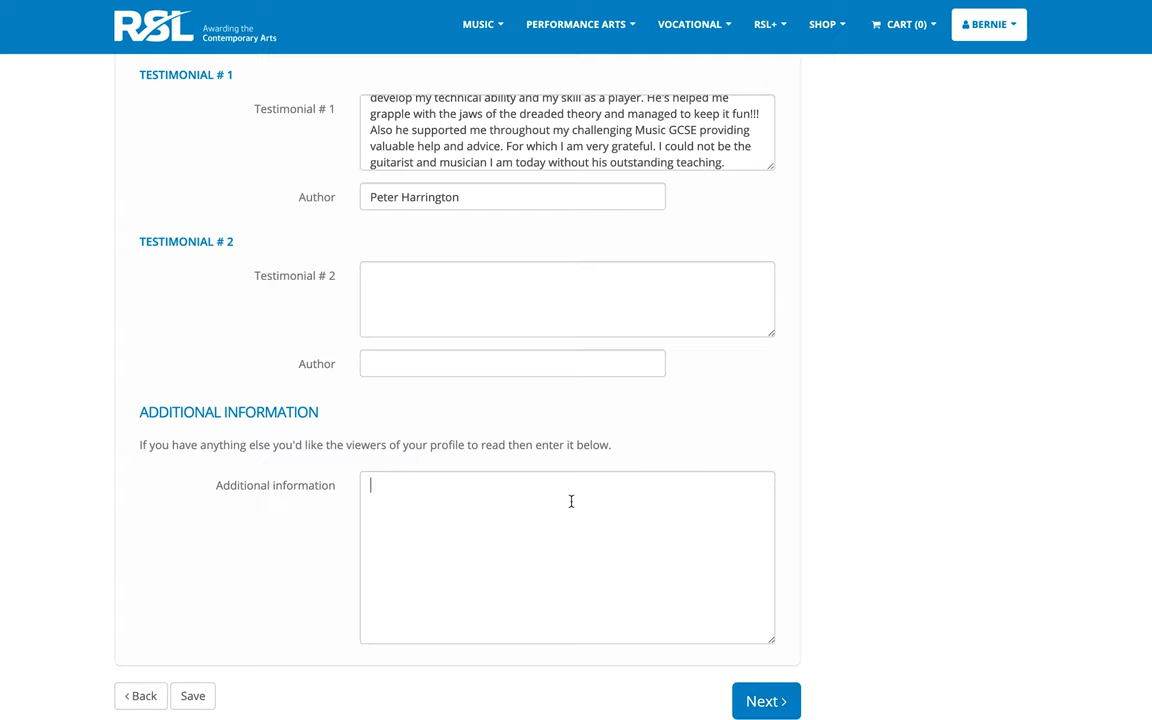 RSL
Awarding the
Contemporary Arts
MUSIC
PERFORMANCE ARTS
VOCATIONAL
RSL+
SHOP
CART (0)
BERNIE
TESTIMONIAL # 1
Testimonial # 1
develop my technical ability and my skill as a player. He's helped me
grapple with the jaws of the dreaded theory and managed to keep it fun!!!
Also he supported me throughout my challenging Music GCSE providing
valuable help and advice. For which I am very grateful. I could not be the
guitarist and musician I am today without his outstanding teaching.
Author
Peter Harrington
TESTIMONIAL # 2
Testimonial # 2
Author
ADDITIONAL INFORMATION
If you have anything else you'd like the viewers of your profile to read then enter it below.
Additional information
< Back
Save
Next >